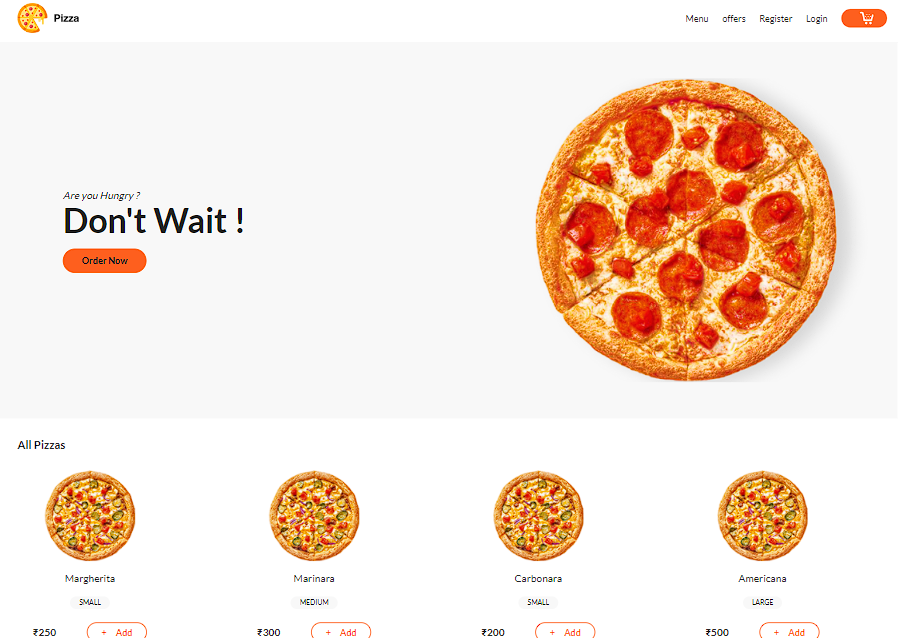 Pizza
Menu offers Register Login
Are you Hungry ?
Don't Wait !
Order Now
All Pizzas
Margherita Marinara Carbonara Americana
SMALL MEDIUM SMALL LARGE
₹250 + Add ₹300 + Add ₹200 + Add ₹500 + Add